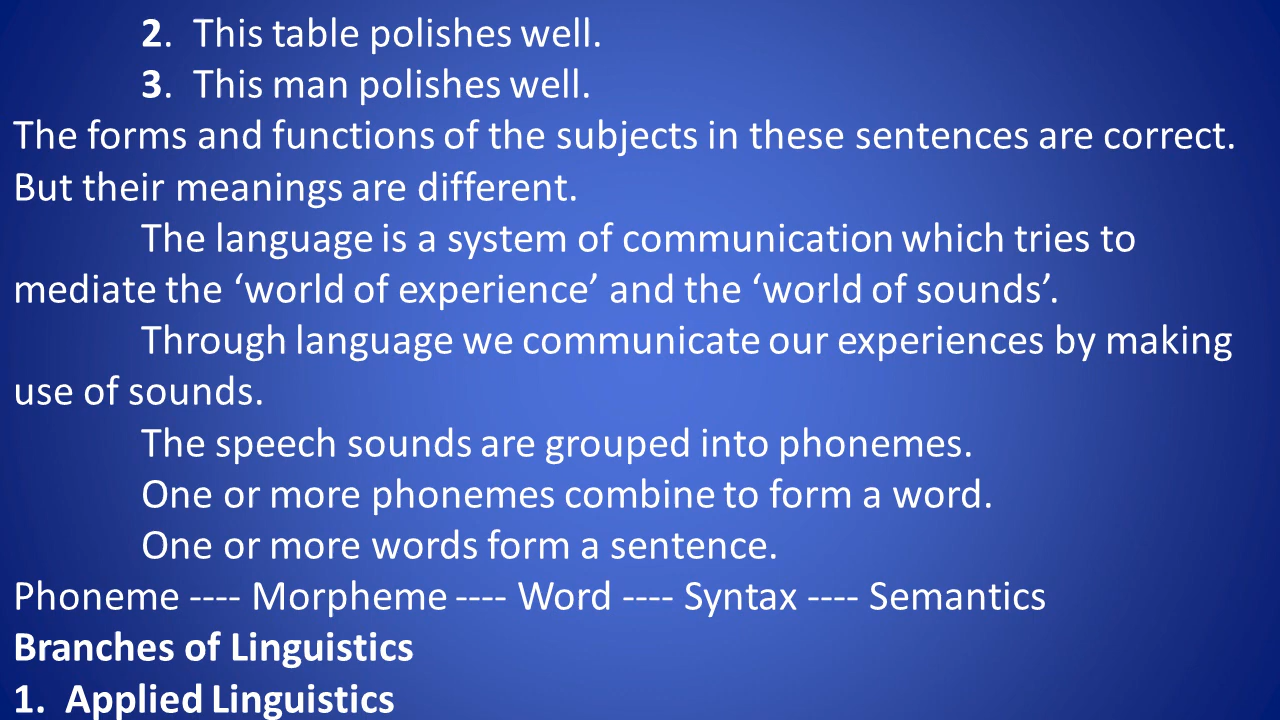 2. This table polishes well.
3. This man polishes well.
The forms and functions of the subjects in these sentences are correct.
But their meanings are different.
The language is a system of communication which tries to
mediate the ‘world of experience’ and the ‘world of sounds’.
Through language we communicate our experiences by making
use of sounds.
The speech sounds are grouped into phonemes.
One or more phonemes combine to form a word.
One or more words form a sentence.
Phoneme ---- Morpheme ---- Word ---- Syntax ---- Semantics
Branches of Linguistics
1. Applied Linguistics